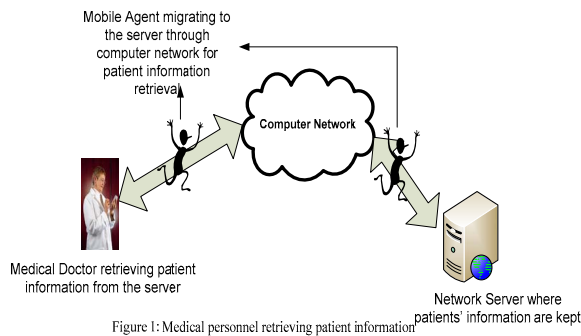 Mobile Agent migrating to
the server through
computer network for
patient information
retrieval
Computer Network
Medical Doctor retrieving patient
information from the server
Network Server where
patients' information are kept
Figure 1: Medical personnel retrieving patient information